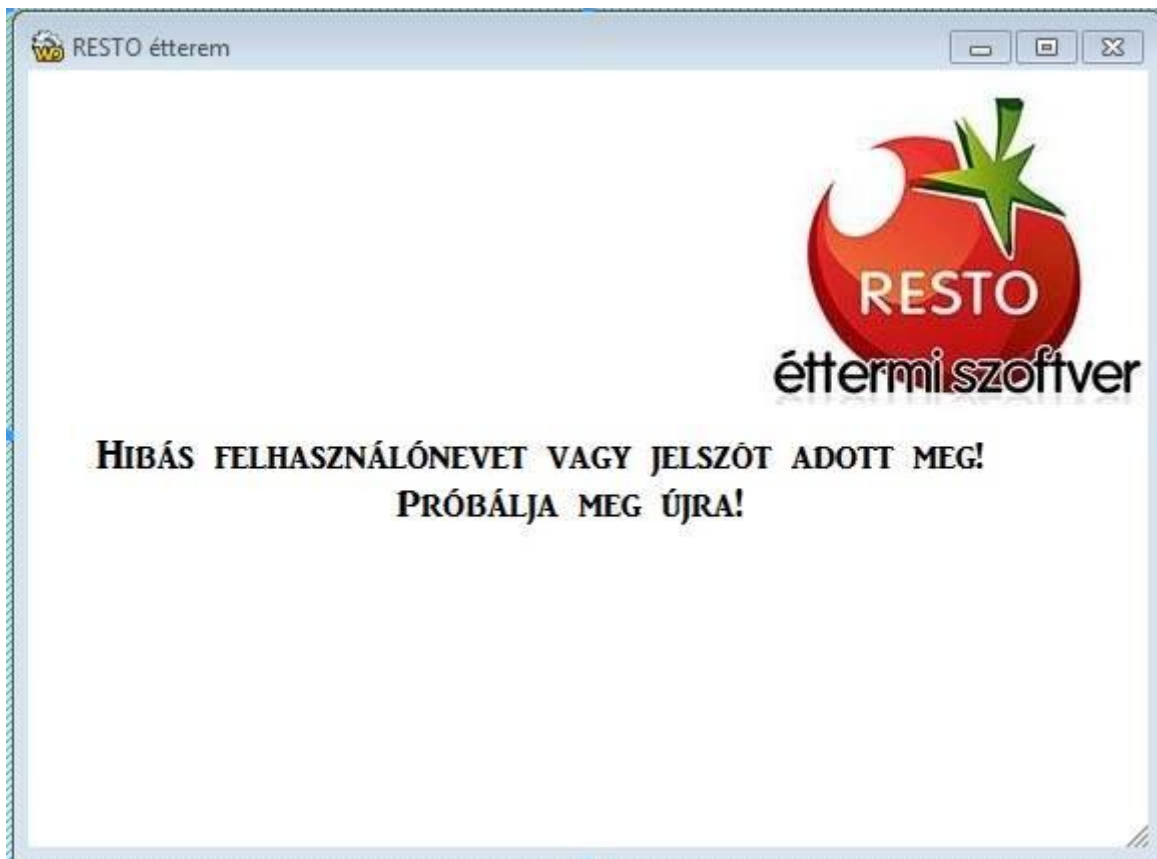 RESTO étterem
RESTO
éttermi szoftver
HIBÁS FELHASZNÁLÓNEVET VAGY JELSZÓT ADOTT MEG!
PRÓBÁLJA MEG ÚJRA!